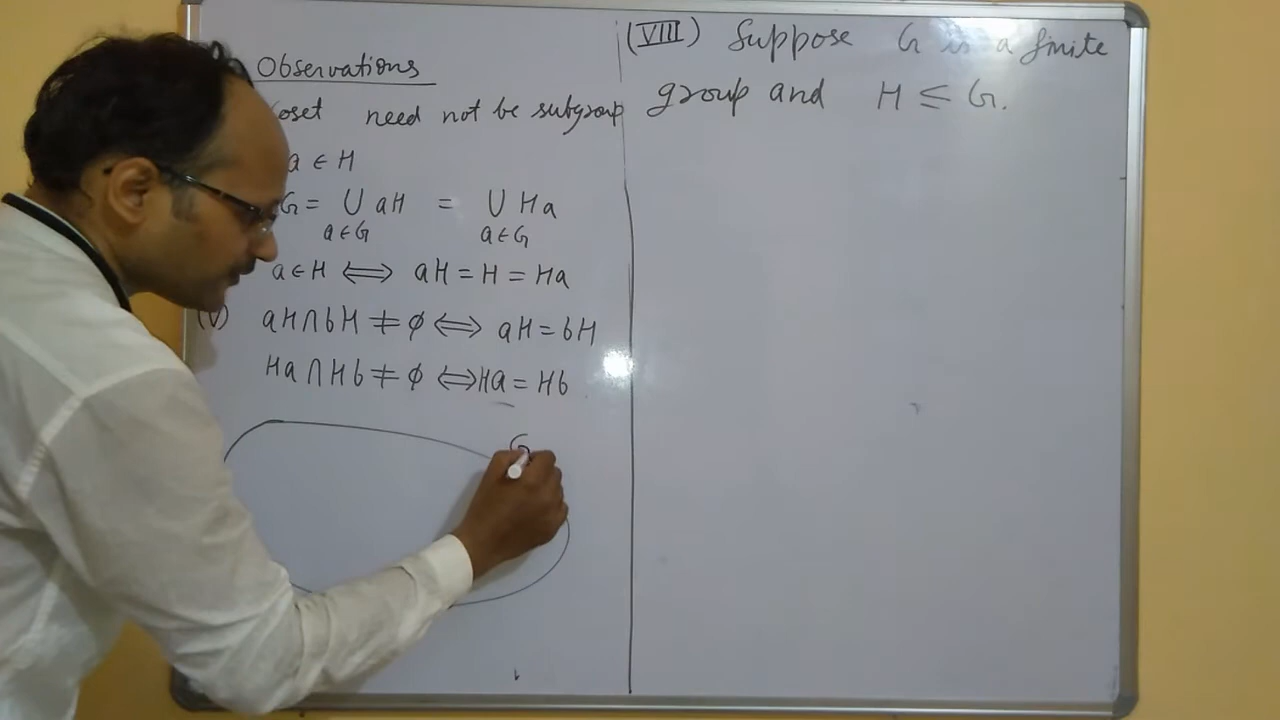 Observations
oset need not be subgroup
a ∈ H
G = ∪ aH = ∪ Ha
a∈G a∈G
a∈H ⟺ aH = H = Ha
(V) aH∩bH ≠ ϕ ⟺ aH = bH
Ha∩Hb ≠ ϕ ⟺ Ha = Hb
G
(VIII) Suppose G is a finite
group and H ≤ G.